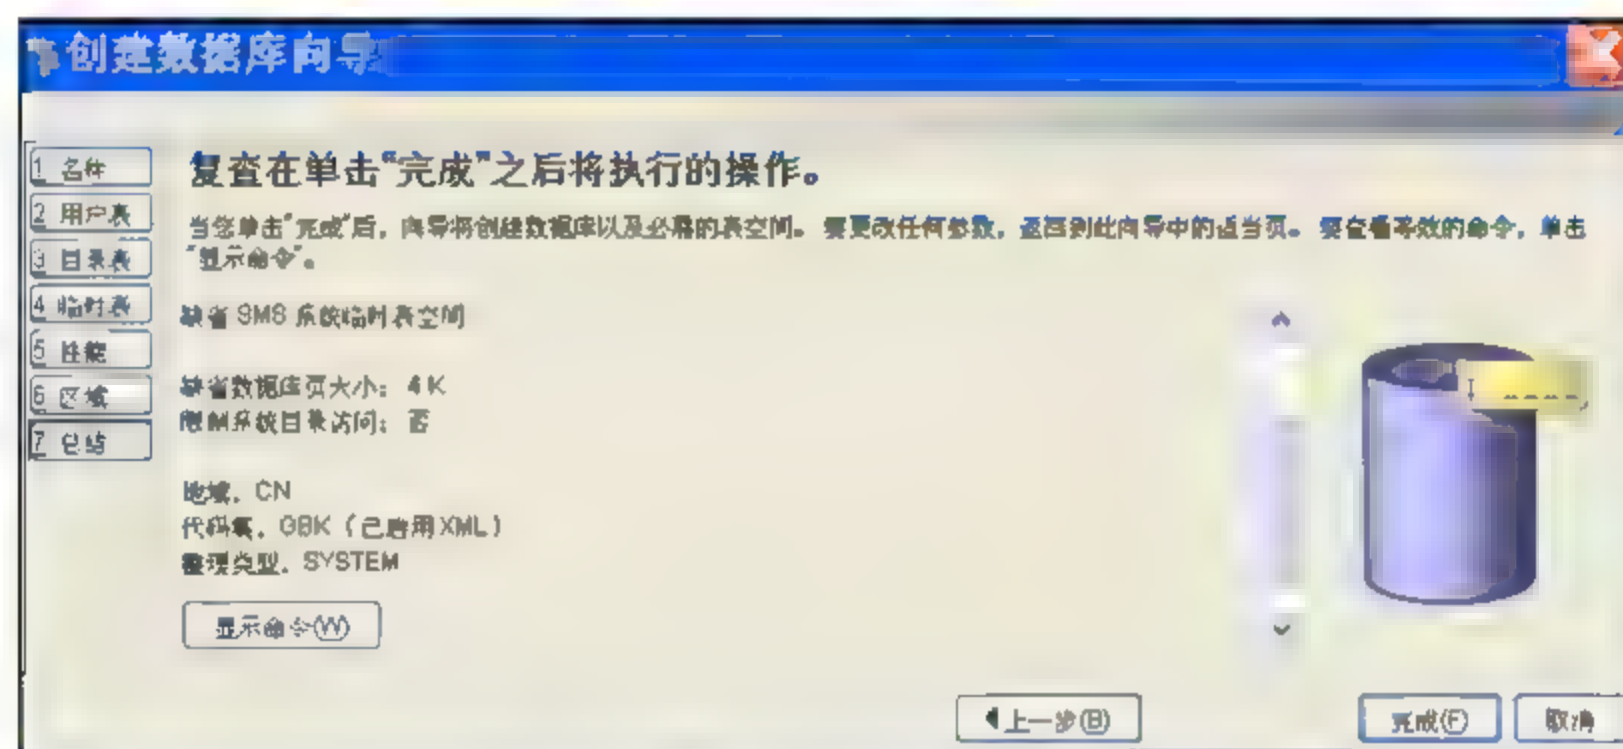 创建数据库向导
1 名称
2 用户表
3 目录表
4 临时表
5 性能
6 区域
7 总结
复查在单击“完成”之后将执行的操作。
当您单击“完成”后，向导将创建数据库以及必需的表空间。要更改任何参数，返回到此向导中的适当页。要查看等效的命令，单击
“显示命令”。
缺省 SMS 系统临时表空间
缺省数据库页大小：4 K
限制系统目录访问：否
地域：CN
代码集：GBK（已启用 XML）
整理类型：SYSTEM
显示命令(W)
上一步(B)
完成(F)
取消